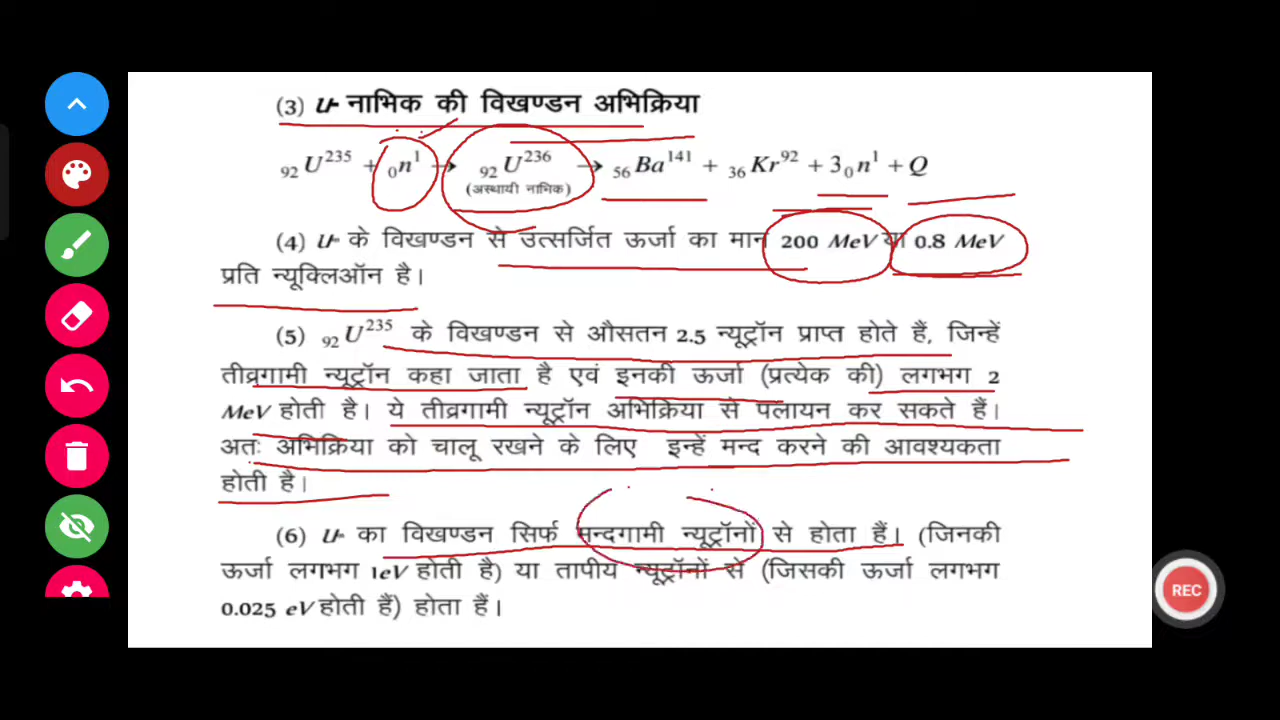 (3) U- नाभिक की विखण्डन अभिक्रिया
₉₂U²³⁵ + ₀n¹ → ₉₂U²³⁶ → ₅₆Ba¹⁴¹ + ₃₆Kr⁹² + 3₀n¹ + Q
(अस्थायी नाभिक)
(4) U- के विखण्डन से उत्सर्जित ऊर्जा का मान 200 MeV या 0.8 MeV
प्रति न्यूक्लिऑन है।
(5) ₉₂U²³⁵ के विखण्डन से औसतन 2.5 न्यूट्रॉन प्राप्त होते हैं, जिन्हें
तीव्रगामी न्यूट्रॉन कहा जाता है एवं इनकी ऊर्जा (प्रत्येक की) लगभग 2
MeV होती है। ये तीव्रगामी न्यूट्रॉन अभिक्रिया से पलायन कर सकते हैं।
अतः अभिक्रिया को चालू रखने के लिए इन्हें मन्द करने की आवश्यकता
होती है।
(6) U- का विखण्डन सिर्फ मन्दगामी न्यूट्रॉनों से होता हैं। (जिनकी
ऊर्जा लगभग 1eV होती है) या तापीय न्यूट्रॉनों से (जिसकी ऊर्जा लगभग
0.025 eV होती हैं) होता हैं।
REC